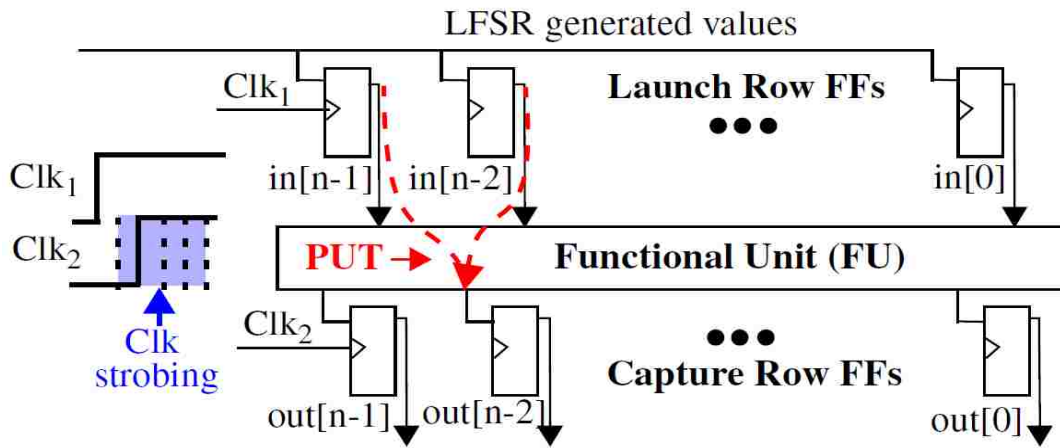 LFSR generated values
Clk1
Launch Row FFs
Clk1
in[n-1]
in[n-2]
in[0]
Clk2
PUT
Functional Unit (FU)
Clk
strobing
Clk2
Capture Row FFs
out[n-1]
out[n-2]
out[0]